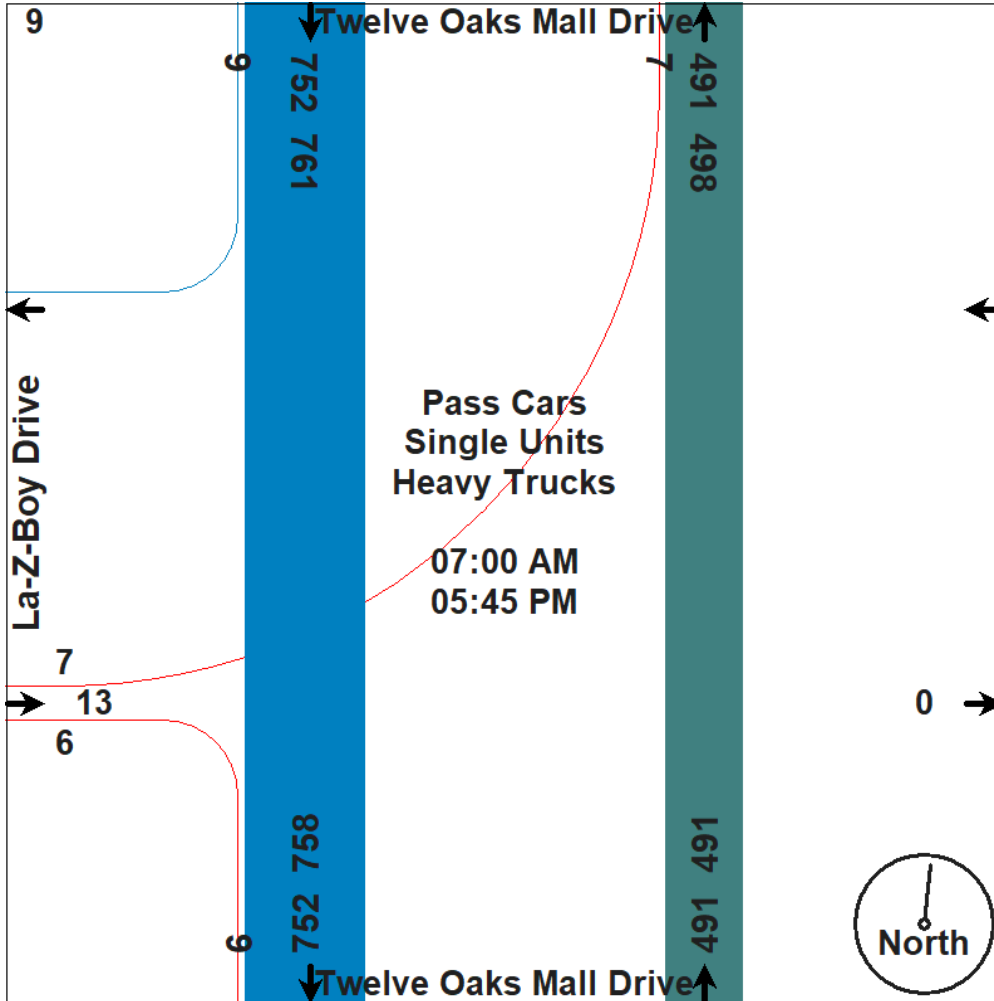 9
Twelve Oaks Mall Drive
9
752 761
7
491 498
Pass Cars
Single Units
Heavy Trucks
La-Z-Boy Drive
07:00 AM
05:45 PM
7
13
6
0
6
752 758
491 491
North
Twelve Oaks Mall Drive